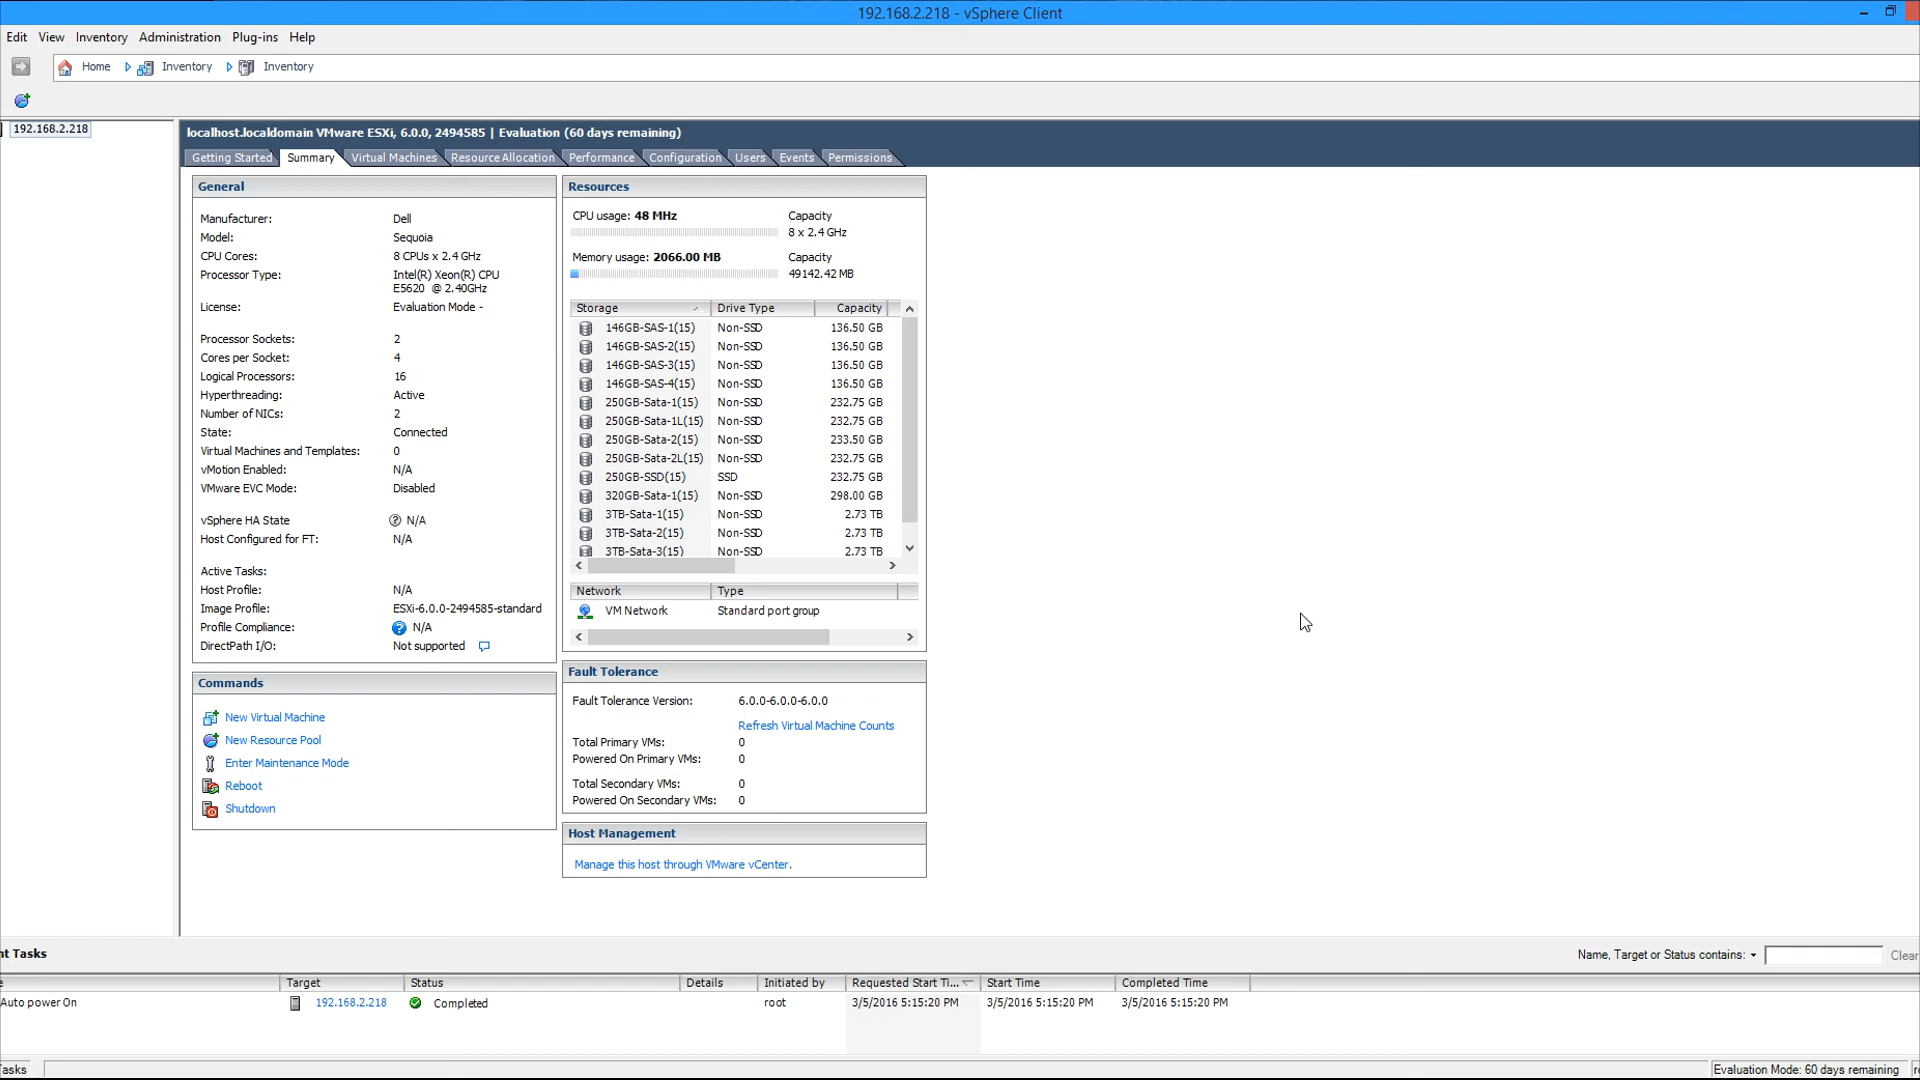 192.168.2.218 - vSphere Client
Edit View Inventory Administration Plug-ins Help
Home Inventory Inventory
192.168.2.218
localhost.localdomain VMware ESXi, 6.0.0, 2494585 | Evaluation (60 days remaining)
Getting Started Summary Virtual Machines Resource Allocation Performance Configuration Users Events Permissions
General
Manufacturer: Dell
Model: Sequoia
CPU Cores: 8 CPUs x 2.4 GHz
Processor Type: Intel(R) Xeon(R) CPU
E5620 @ 2.40GHz
License: Evaluation Mode -
Processor Sockets: 2
Cores per Socket: 4
Logical Processors: 16
Hyperthreading: Active
Number of NICs: 2
State: Connected
Virtual Machines and Templates: 0
vMotion Enabled: N/A
VMware EVC Mode: Disabled
vSphere HA State N/A
Host Configured for FT: N/A
Active Tasks:
Host Profile: N/A
Image Profile: ESXi-6.0.0-2494585-standard
Profile Compliance: N/A
DirectPath I/O: Not supported
Commands
New Virtual Machine
New Resource Pool
Enter Maintenance Mode
Reboot
Shutdown
Resources
CPU usage: 48 MHz Capacity
8 x 2.4 GHz
Memory usage: 2066.00 MB Capacity
49142.42 MB
Storage Drive Type Capacity
146GB-SAS-1(15) Non-SSD 136.50 GB
146GB-SAS-2(15) Non-SSD 136.50 GB
146GB-SAS-3(15) Non-SSD 136.50 GB
146GB-SAS-4(15) Non-SSD 136.50 GB
250GB-Sata-1(15) Non-SSD 232.75 GB
250GB-Sata-1L(15) Non-SSD 232.75 GB
250GB-Sata-2(15) Non-SSD 233.50 GB
250GB-Sata-2L(15) Non-SSD 232.75 GB
250GB-SSD(15) SSD 232.75 GB
320GB-Sata-1(15) Non-SSD 298.00 GB
3TB-Sata-1(15) Non-SSD 2.73 TB
3TB-Sata-2(15) Non-SSD 2.73 TB
3TB-Sata-3(15) Non-SSD 2.73 TB
Network Type
VM Network Standard port group
Fault Tolerance
Fault Tolerance Version: 6.0.0-6.0.0-6.0.0
Refresh Virtual Machine Counts
Total Primary VMs: 0
Powered On Primary VMs: 0
Total Secondary VMs: 0
Powered On Secondary VMs: 0
Host Management
Manage this host through VMware vCenter.
nt Tasks Name, Target or Status contains: Clear
Target Status Details Initiated by Requested Start Ti... Start Time Completed Time
Auto power On 192.168.2.218 Completed root 3/5/2016 5:15:20 PM 3/5/2016 5:15:20 PM 3/5/2016 5:15:20 PM
asks Evaluation Mode: 60 days remaining